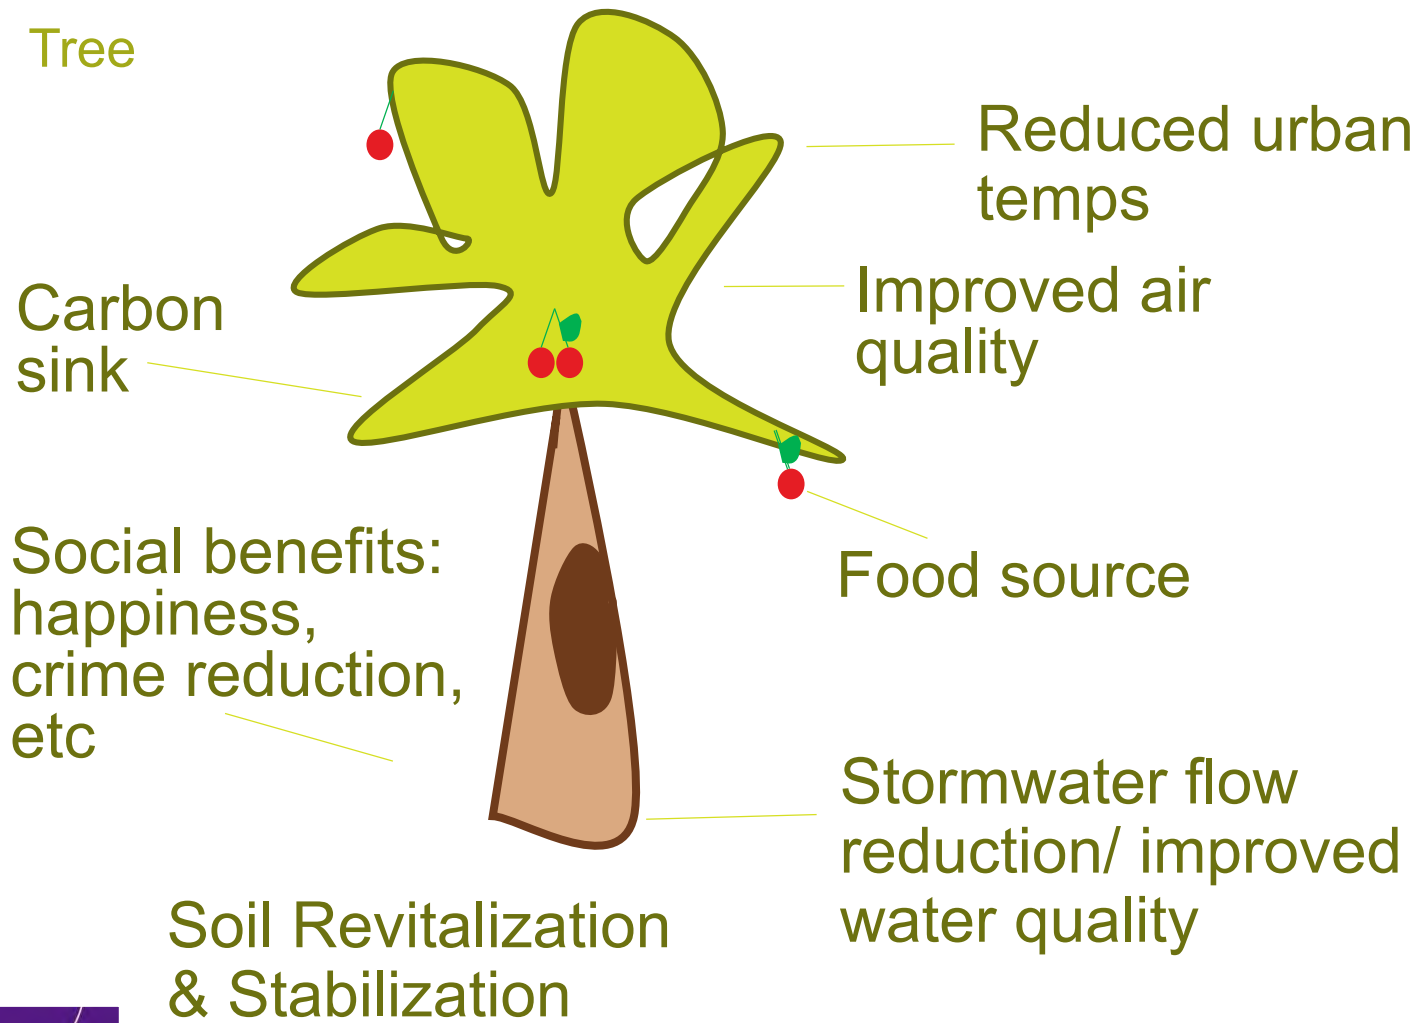 Tree
Reduced urban
temps
Improved air
quality
Carbon
sink
Food source
Social benefits:
happiness,
crime reduction,
etc
Stormwater flow
reduction/ improved
water quality
Soil Revitalization
& Stabilization